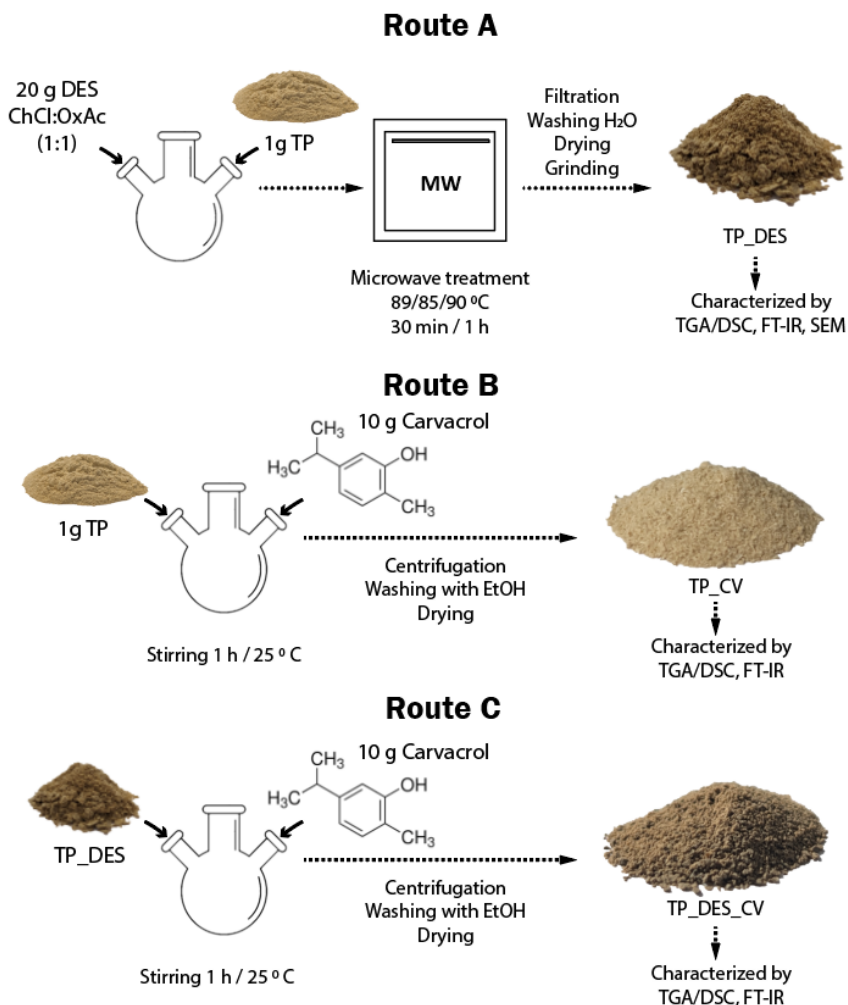 Route A
20 g DES
ChCl:OxAc
(1:1)
1g TP
MW
Microwave treatment
89/85/90 ºC
30 min / 1 h
Filtration
Washing H₂O
Drying
Grinding
TP_DES
Characterized by
TGA/DSC, FT-IR, SEM
Route B
1g TP
10 g Carvacrol
CH₃
H₃C
OH
CH₃
Stirring 1 h / 25 º C
Centrifugation
Washing with EtOH
Drying
TP_CV
Characterized by
TGA/DSC, FT-IR
Route C
TP_DES
10 g Carvacrol
CH₃
H₃C
OH
CH₃
Stirring 1 h / 25 º C
Centrifugation
Washing with EtOH
Drying
TP_DES_CV
Characterized by
TGA/DSC, FT-IR